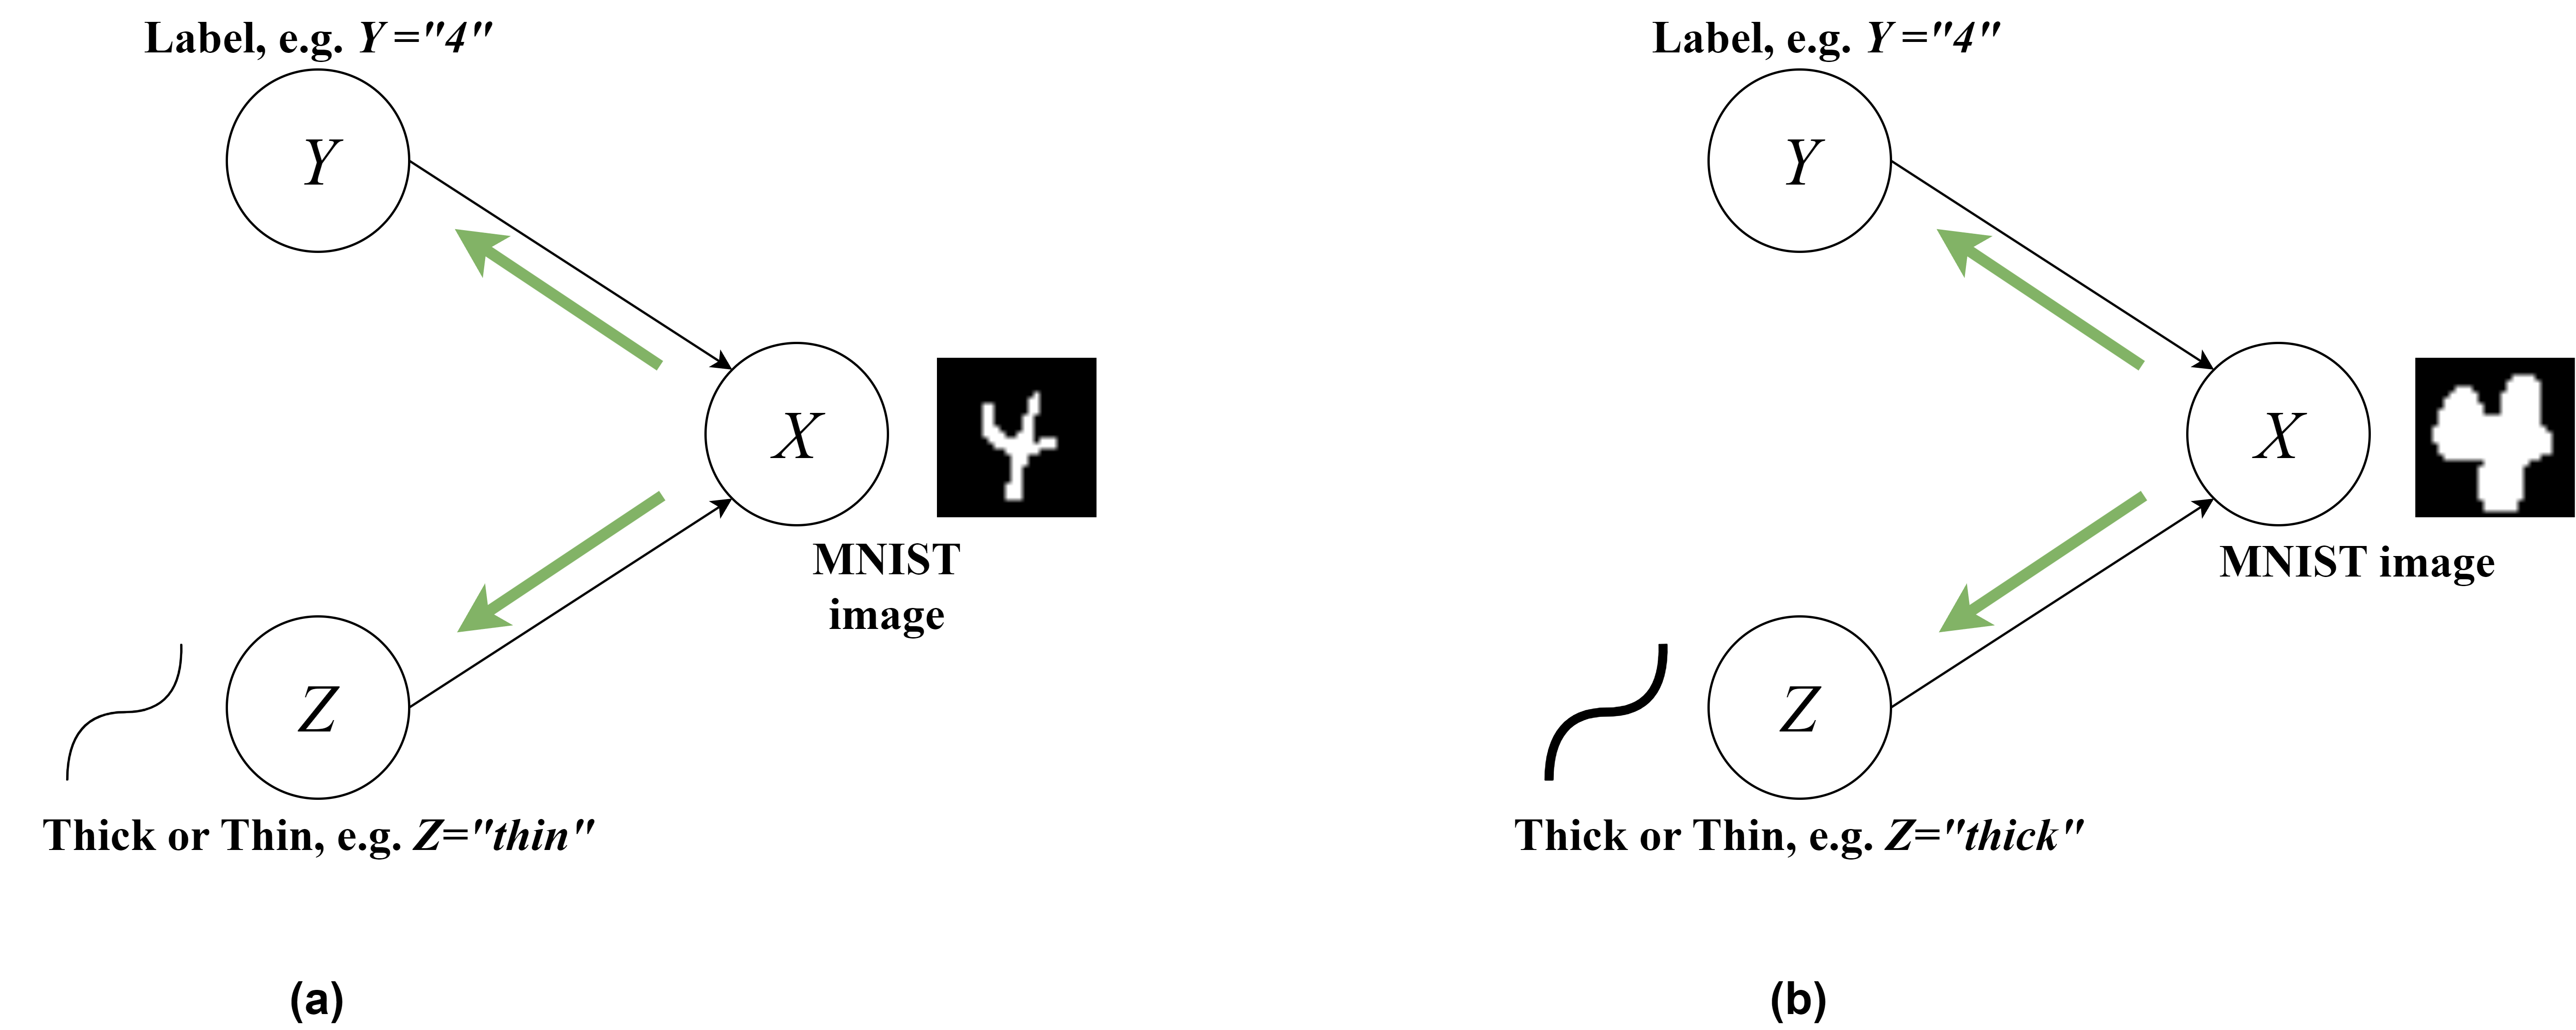 Label, e.g. Y="4"
Y
X
MNIST
image
Z
Thick or Thin, e.g. Z="thin"
(a)
Label, e.g. Y="4"
Y
X
MNIST image
Z
Thick or Thin, e.g. Z="thick"
(b)